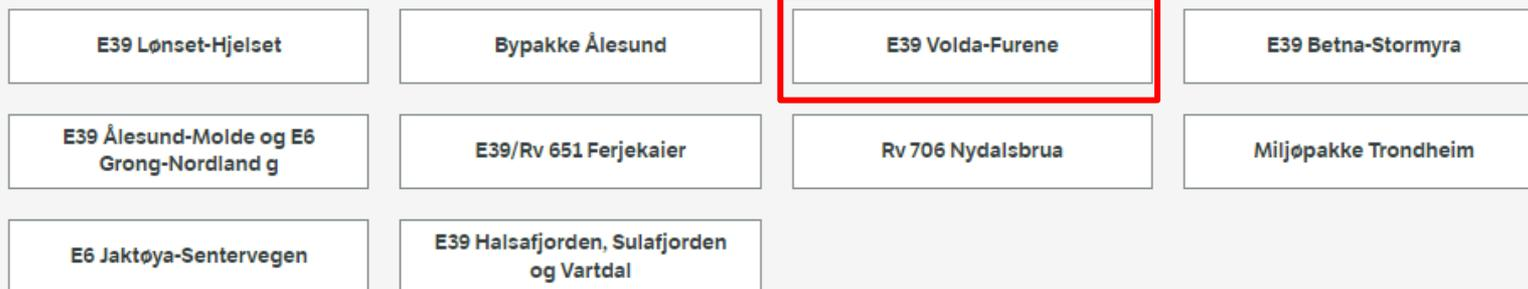 E39 Lønset-Hjelset
Bypakke Ålesund
E39 Volda-Furene
E39 Betna-Stormyra
E39 Ålesund-Molde og E6
Grong-Nordland g
E39/Rv 651 Ferjekaier
Rv 706 Nydalsbrua
Miljøpakke Trondheim
E6 Jaktøya-Sentervegen
E39 Halsafjorden, Sulafjorden
og Vartdal